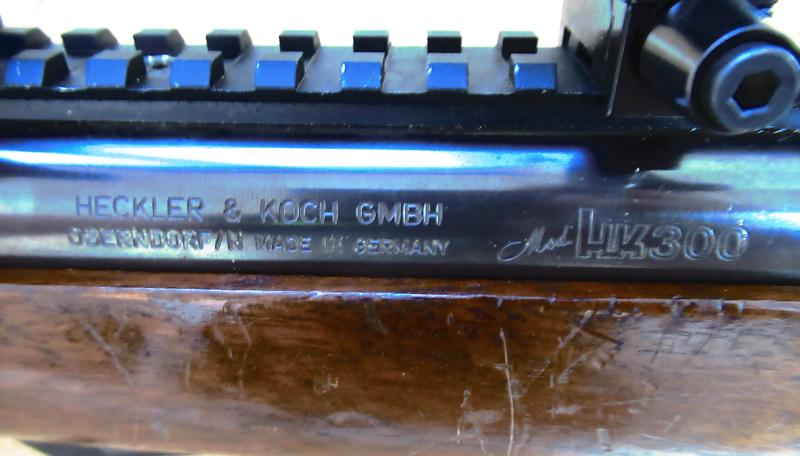 HECKLER & KOCH GMBH
OBERNDORF/N MADE IN GERMANY
Mod. HK300